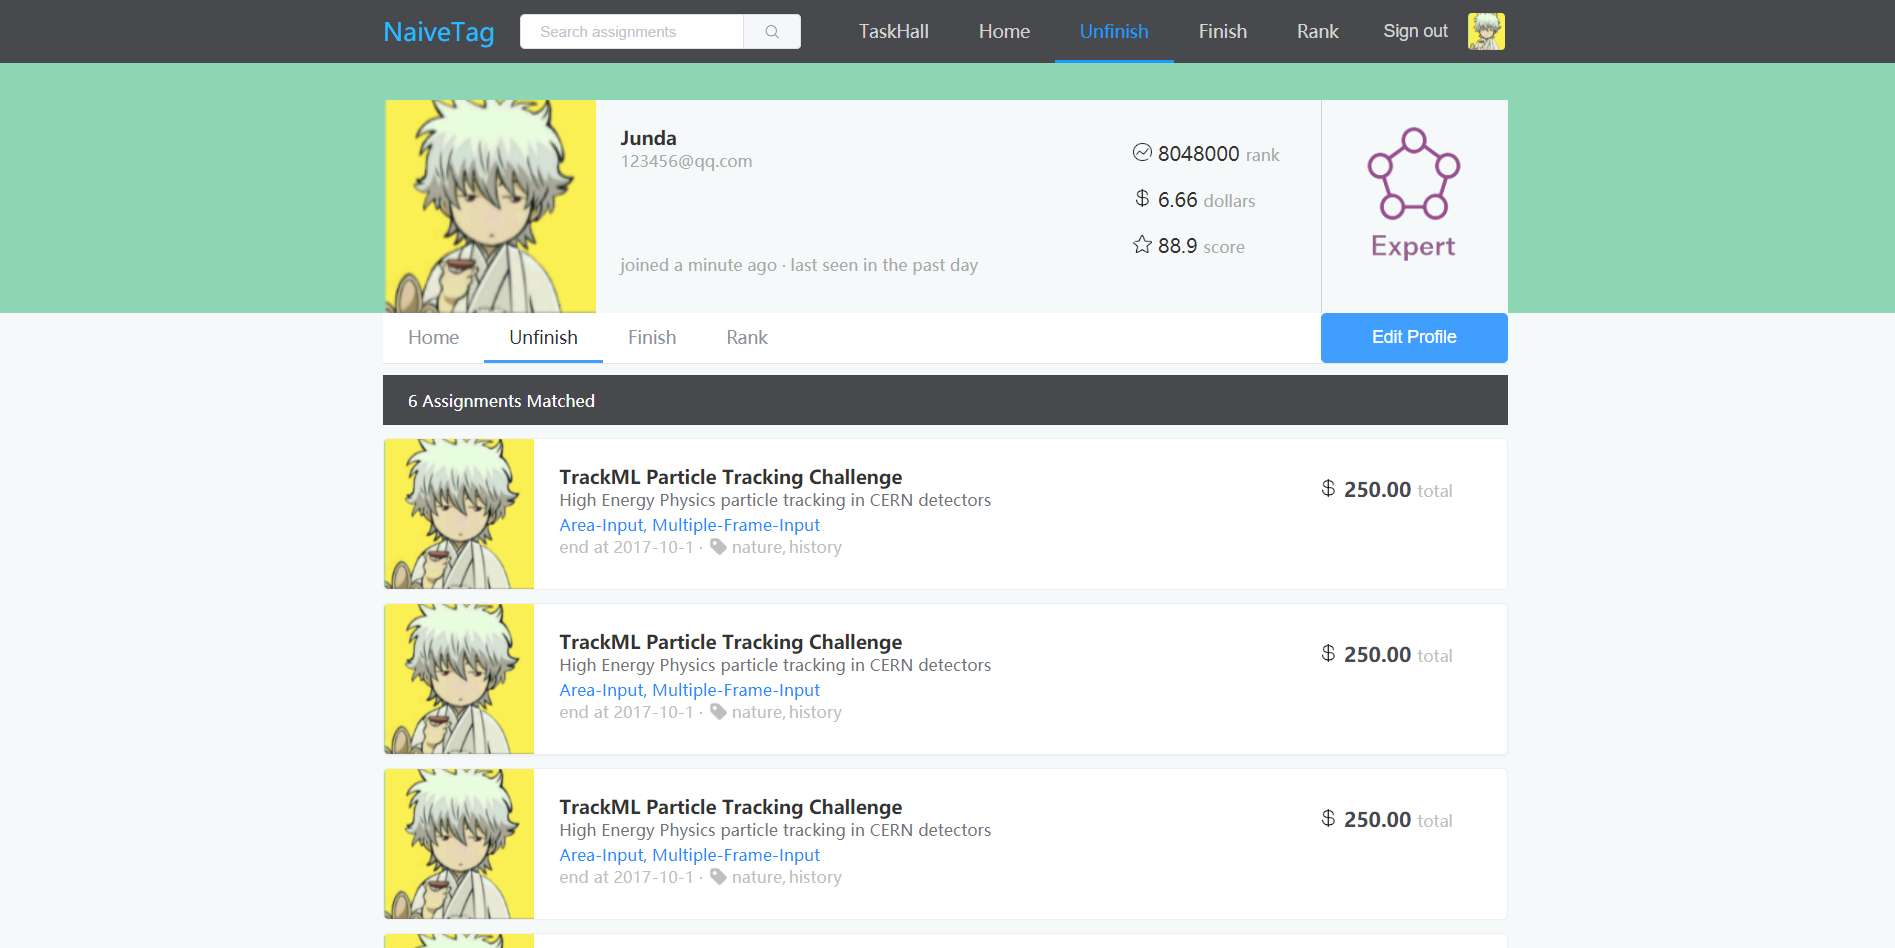 NaiveTag Search assignments TaskHall Home Unfinish Finish Rank Sign out
Junda
123456@qq.com
8048000 rank
6.66 dollars
88.9 score
joined a minute ago · last seen in the past day
Expert
Home Unfinish Finish Rank Edit Profile
6 Assignments Matched
TrackML Particle Tracking Challenge
250.00 total
High Energy Physics particle tracking in CERN detectors
Area-Input, Multiple-Frame-Input
end at 2017-10-1 · nature, history
TrackML Particle Tracking Challenge
250.00 total
High Energy Physics particle tracking in CERN detectors
Area-Input, Multiple-Frame-Input
end at 2017-10-1 · nature, history
TrackML Particle Tracking Challenge
250.00 total
High Energy Physics particle tracking in CERN detectors
Area-Input, Multiple-Frame-Input
end at 2017-10-1 · nature, history